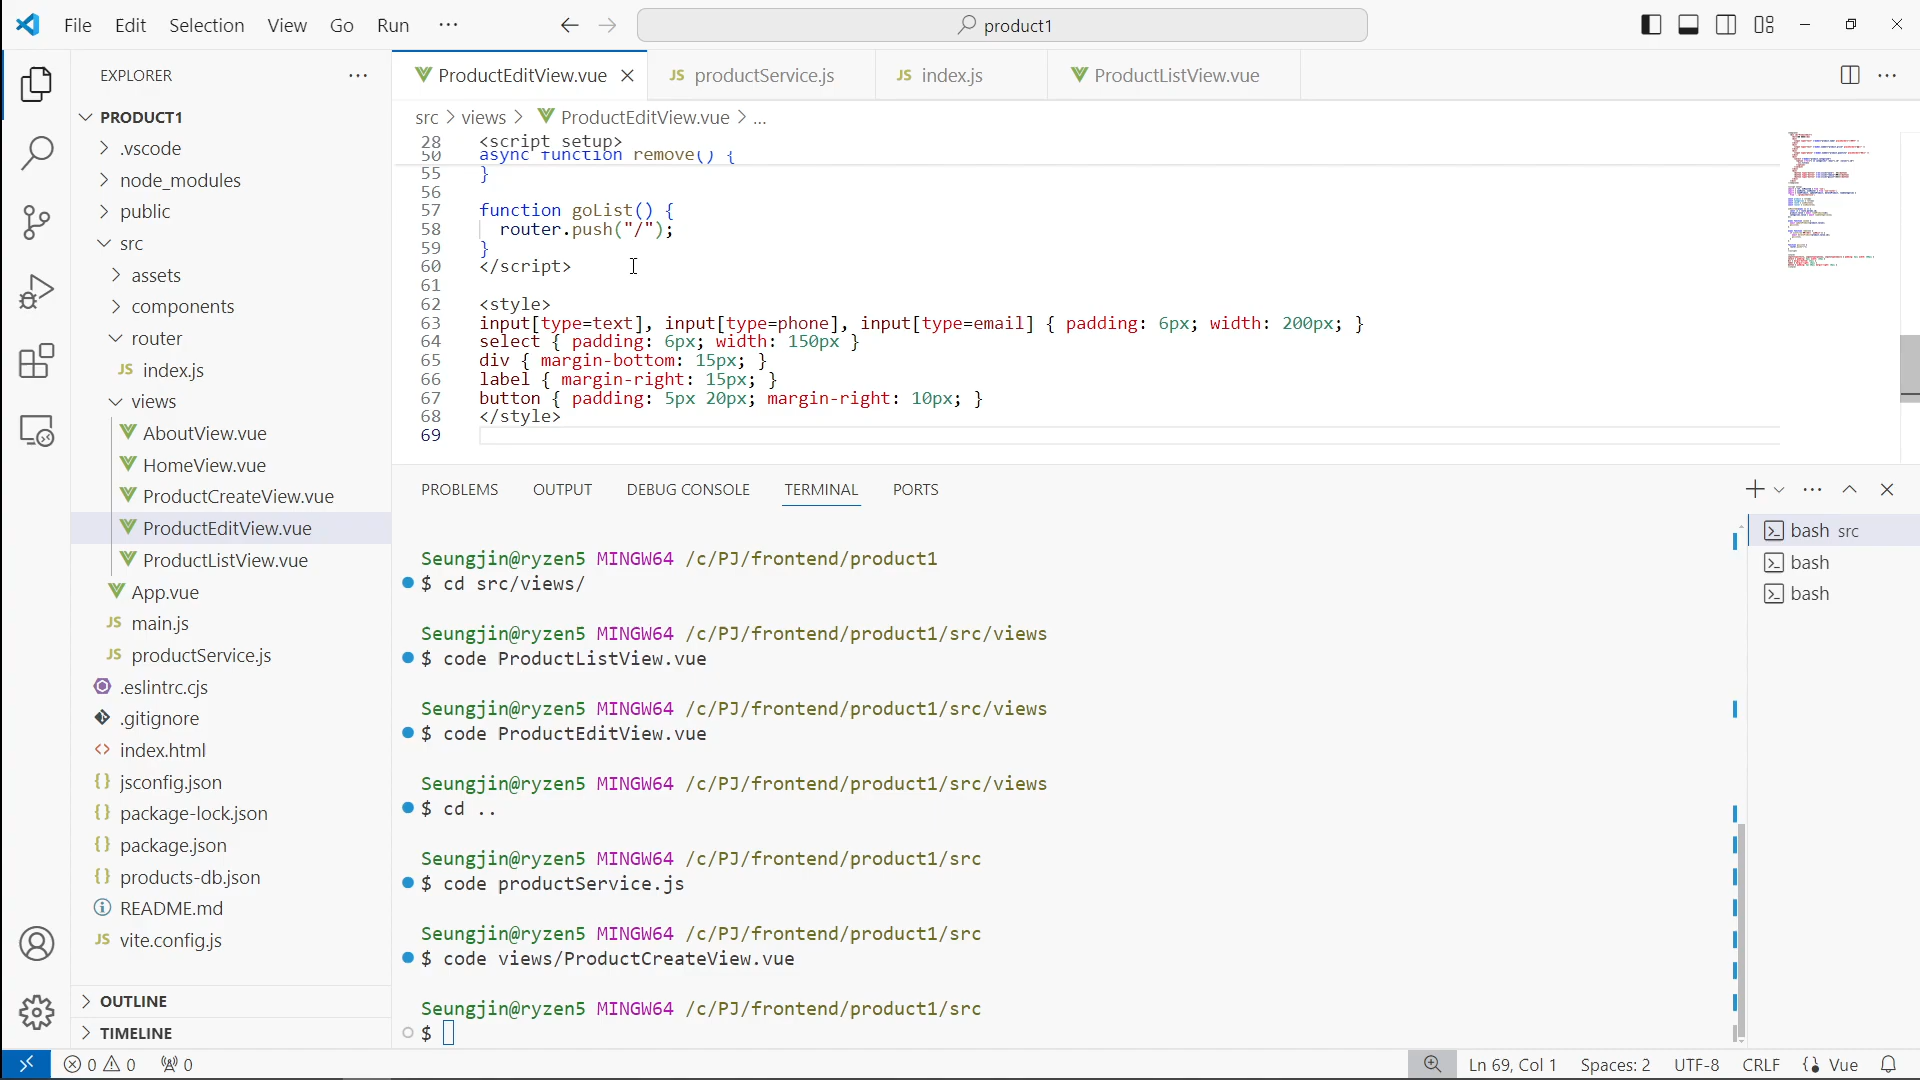 File Edit Selection View Go Run ···
product1
EXPLORER
PRODUCT1
.vscode
node_modules
public
src
assets
components
router
JS index.js
views
AboutView.vue
HomeView.vue
ProductCreateView.vue
ProductEditView.vue
ProductListView.vue
App.vue
JS main.js
JS productService.js
.eslintrc.cjs
.gitignore
<> index.html
{} jsconfig.json
{} package-lock.json
{} package.json
{} products-db.json
README.md
JS vite.config.js
OUTLINE
TIMELINE
ProductEditView.vue JS productService.js JS index.js ProductListView.vue
src > views > ProductEditView.vue > ...
28 <script setup>
50 async function remove() {
55 }
56
57 function goList() {
58 router.push("/");
59 }
60 </script>
61
62 <style>
63 input[type=text], input[type=phone], input[type=email] { padding: 6px; width: 200px; }
64 select { padding: 6px; width: 150px }
65 div { margin-bottom: 15px; }
66 label { margin-right: 15px; }
67 button { padding: 5px 20px; margin-right: 10px; }
68 </style>
69
PROBLEMS OUTPUT DEBUG CONSOLE TERMINAL PORTS
Seungjin@ryzen5 MINGW64 /c/PJ/frontend/product1
$ cd src/views/
Seungjin@ryzen5 MINGW64 /c/PJ/frontend/product1/src/views
$ code ProductListView.vue
Seungjin@ryzen5 MINGW64 /c/PJ/frontend/product1/src/views
$ code ProductEditView.vue
Seungjin@ryzen5 MINGW64 /c/PJ/frontend/product1/src/views
$ cd ..
Seungjin@ryzen5 MINGW64 /c/PJ/frontend/product1/src
$ code productService.js
Seungjin@ryzen5 MINGW64 /c/PJ/frontend/product1/src
$ code views/ProductCreateView.vue
Seungjin@ryzen5 MINGW64 /c/PJ/frontend/product1/src
$
bash src
bash
bash
0 0 0
Ln 69, Col 1 Spaces: 2 UTF-8 CRLF Vue